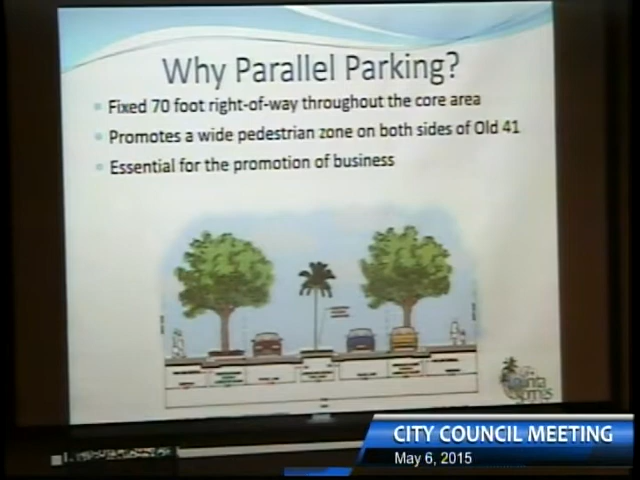 Why Parallel Parking?
Fixed 70 foot right-of-way throughout the core area
Promotes a wide pedestrian zone on both sides of Old 41
Essential for the promotion of business
CITY COUNCIL MEETING
May 6, 2015